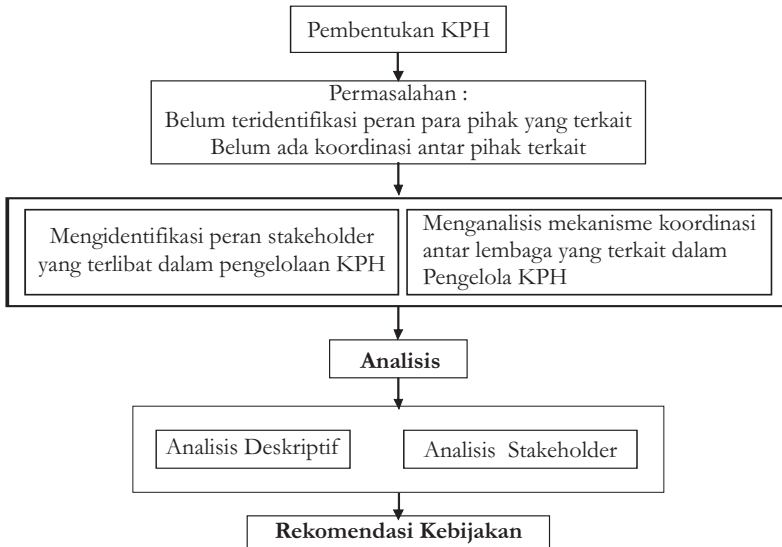 Pembentukan KPH
Permasalahan :
Belum teridentifikasi peran para pihak yang terkait
Belum ada koordinasi antar pihak terkait
Mengidentifikasi peran stakeholder
yang terlibat dalam pengelolaan KPH
Menganalisis mekanisme koordinasi
antar lembaga yang terkait dalam
Pengelola KPH
Analisis
Analisis Deskriptif
Analisis Stakeholder
Rekomendasi Kebijakan